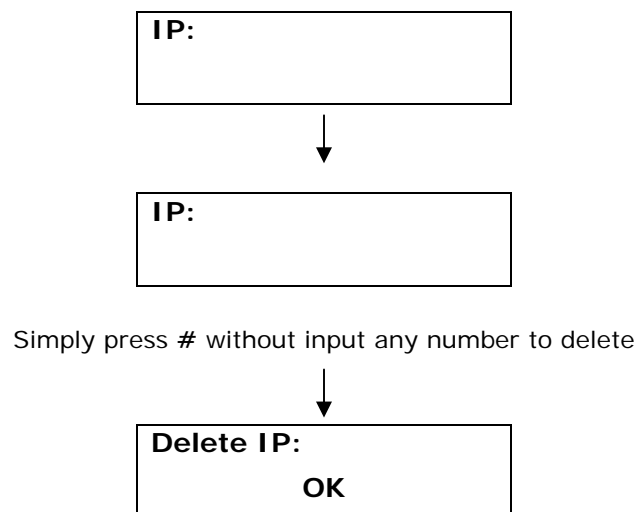 IP:
IP:
Simply press # without input any number to delete
Delete IP:
OK